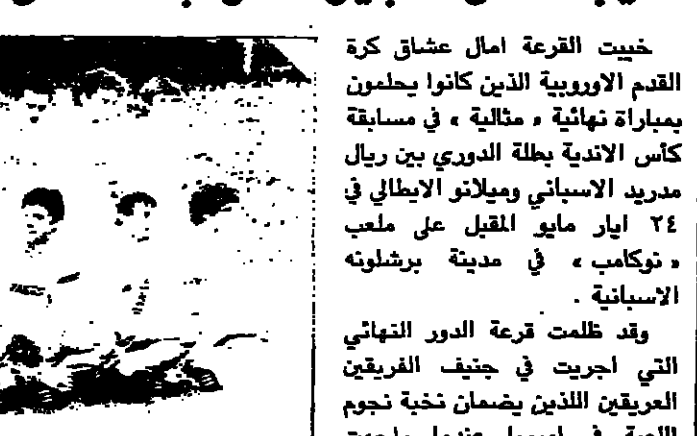 خيبت القرعة امال عشاق كرة
القدم الاوروبية الذين كانوا يحلمون
بمباراة نهائية « مثالية » في مسابقة
كأس الاندية بطلة الدوري بين ريال
مدريد الاسباني وميلانو الايطالي في
٢٤ ايار مايو المقبل على ملعب
« نوكامب » في مدينة برشلونه
الاسبانية .
وقد ظلمت قرعة الدور النهائي
التي اجريت في جنيف الفريقين
العريقين اللذين يضمان نخبة نجوم